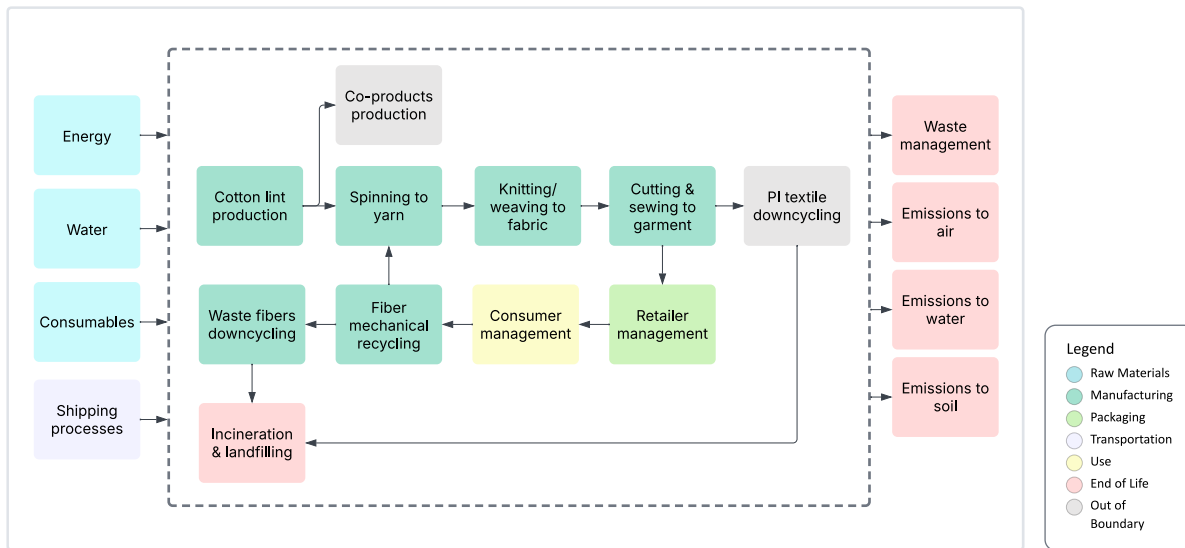 Energy
Water
Consumables
Shipping
processes
Co-products
production
Cotton lint
production
Spinning to
yarn
Knitting/
weaving to
fabric
Cutting &
sewing to
garment
PI textile
downcycling
Waste fibers
downcycling
Fiber
mechanical
recycling
Consumer
management
Retailer
management
Incineration
& landfilling
Waste
management
Emissions to
air
Emissions to
water
Emissions to
soil
Legend
Raw Materials
Manufacturing
Packaging
Transportation
Use
End of Life
Out of
Boundary